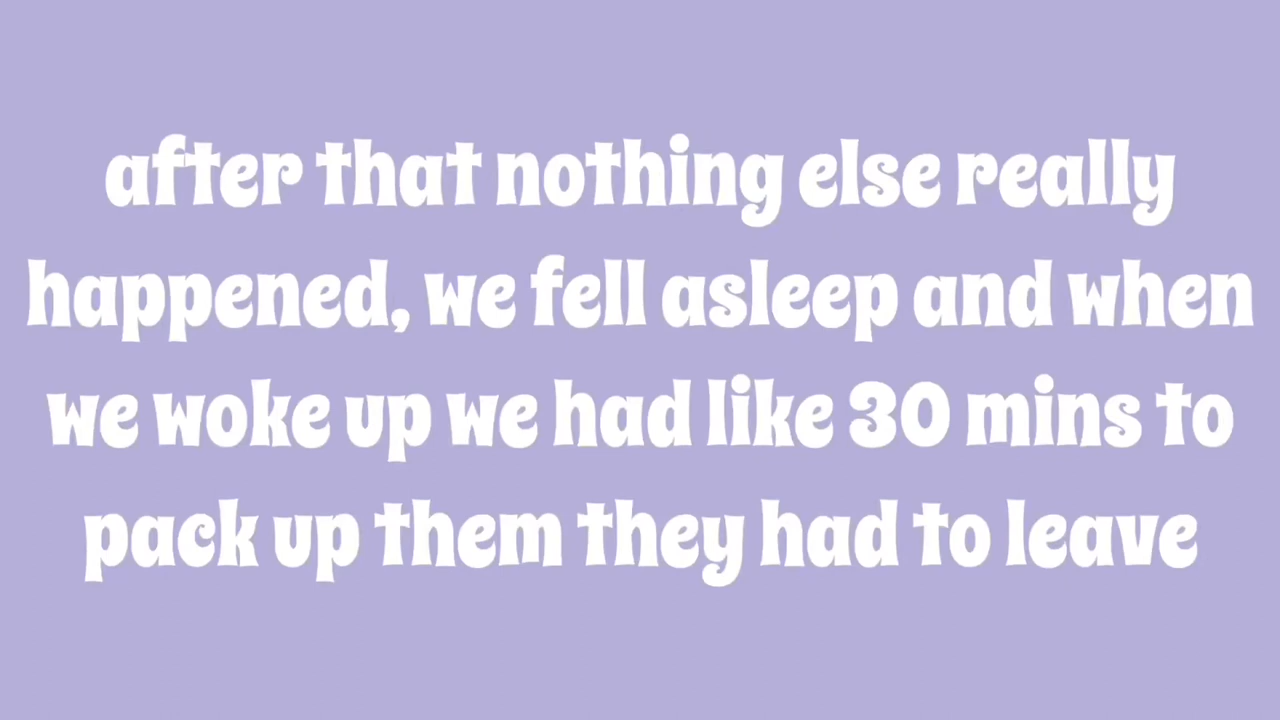 after that nothing else really
happened, we fell asleep and when
we woke up we had like 30 mins to
pack up them they had to leave